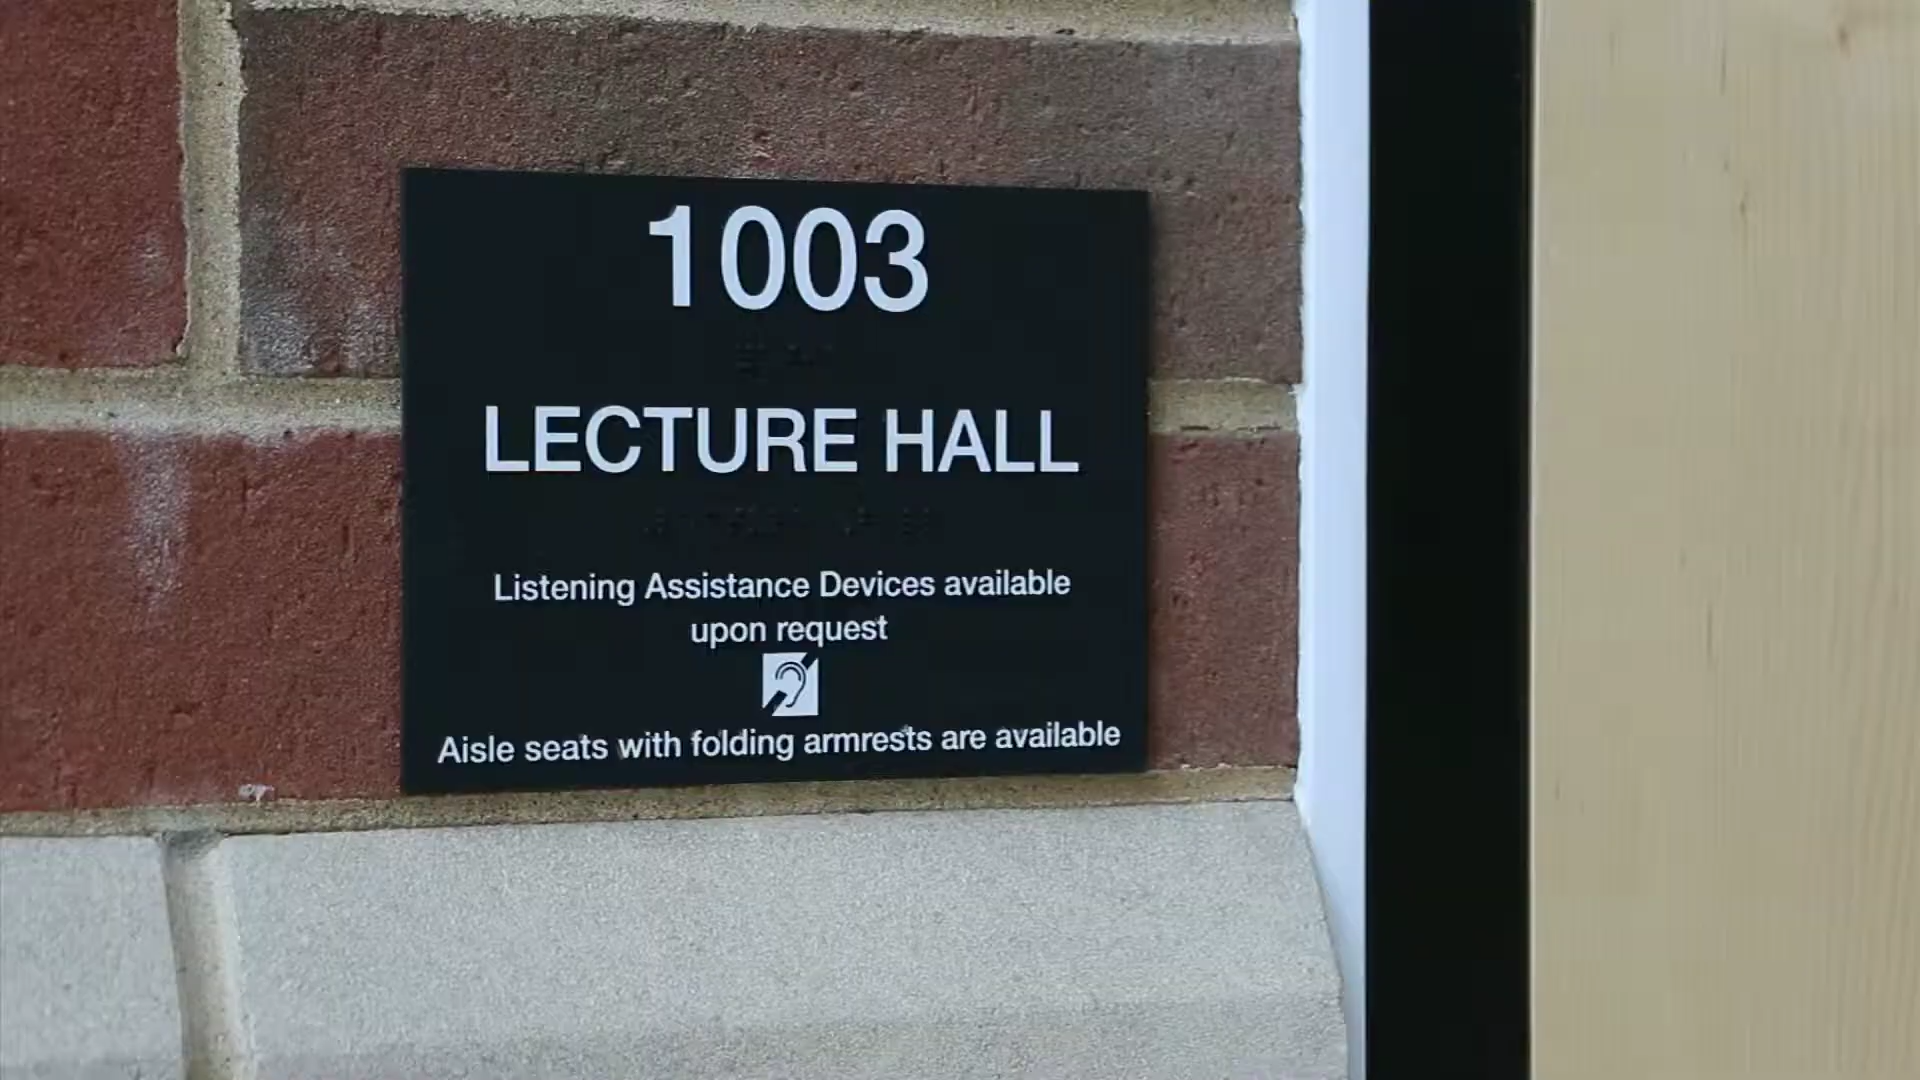 1003
LECTURE HALL
Listening Assistance Devices available
upon request
Aisle seats with folding armrests are available